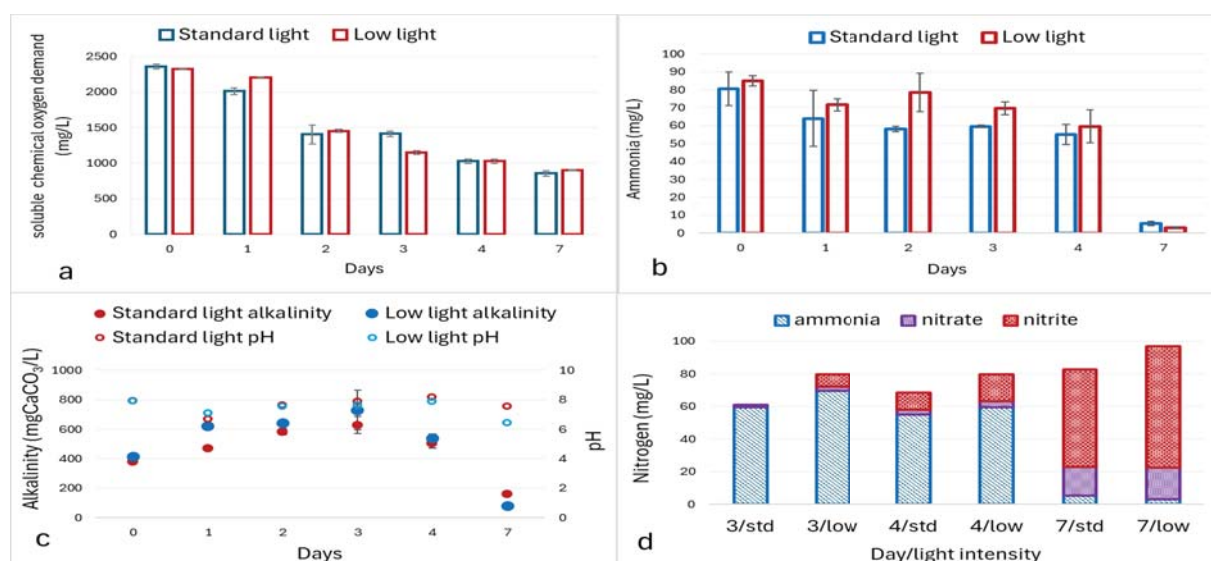 Standard light Low light
soluble chemical oxygen demand
(mg/L)
2500
2000
1500
1000
500
0
0 1 2 3 4 7
Days
a
Standard light Low light
Ammonia (mg/L)
100
90
80
70
60
50
40
30
20
10
0
0 1 2 3 4 7
Days
b
Standard light alkalinity Low light alkalinity
Standard light pH Low light pH
Alkalinity (mgCaCO3/L)
1000 10
800 8
600 6
400 4
200 2
0 0
pH
0 1 2 3 4 7
Days
c
ammonia nitrate nitrite
Nitrogen (mg/L)
100
80
60
40
20
0
3/std 3/low 4/std 4/low 7/std 7/low
Day/light intensity
d